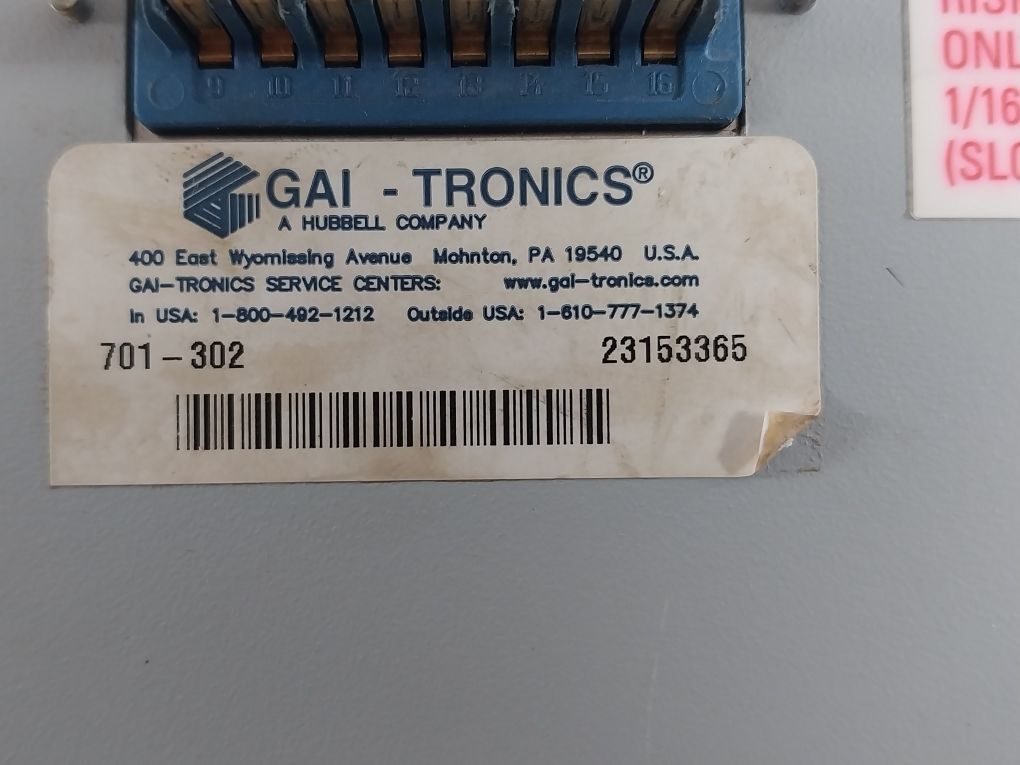 9 10 11 12 13 14 15 16
ONL
1/16
(SLO
GAI - TRONICS®
A HUBBELL COMPANY
400 East Wyomissing Avenue Mohnton, PA 19540 U.S.A.
GAI-TRONICS SERVICE CENTERS: www.gai-tronics.com
In USA: 1-800-492-1212 Outside USA: 1-610-777-1374
701-302 23153365